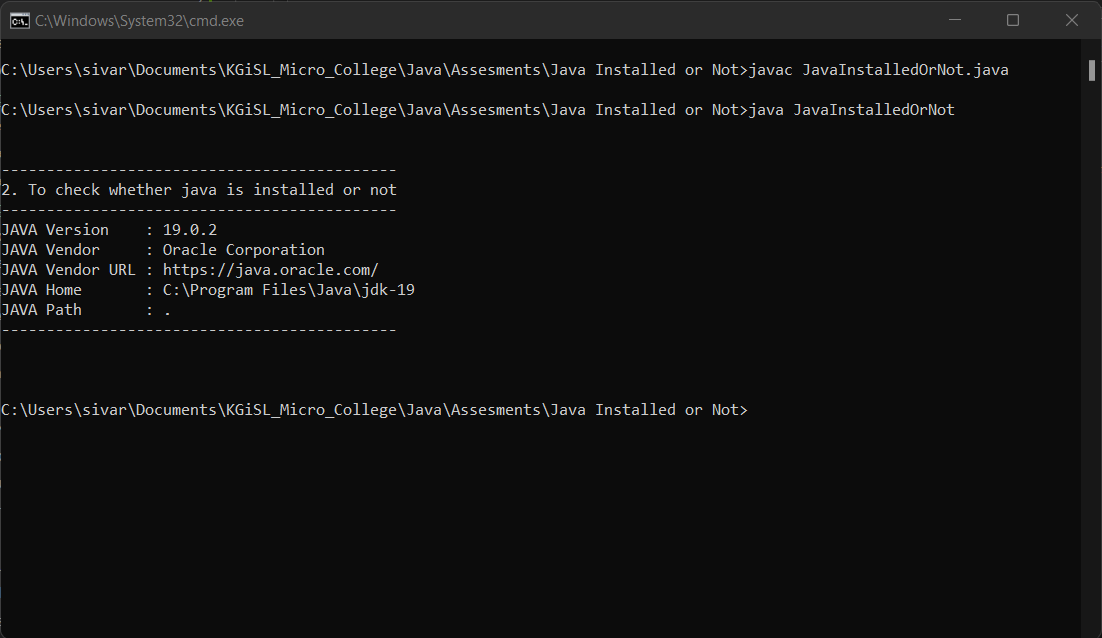 C:\Windows\System32\cmd.exe
C:\Users\sivar\Documents\KGiSL_Micro_College\Java\Assesments\Java Installed or Not>javac JavaInstalledOrNot.java
C:\Users\sivar\Documents\KGiSL_Micro_College\Java\Assesments\Java Installed or Not>java JavaInstalledOrNot
--------------------------------------------
2. To check whether java is installed or not
--------------------------------------------
JAVA Version    : 19.0.2
JAVA Vendor     : Oracle Corporation
JAVA Vendor URL : https://java.oracle.com/
JAVA Home       : C:\Program Files\Java\jdk-19
JAVA Path       : .
--------------------------------------------
C:\Users\sivar\Documents\KGiSL_Micro_College\Java\Assesments\Java Installed or Not>